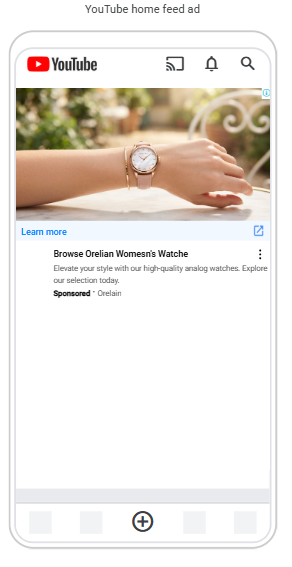 YouTube home feed ad
YouTube
Learn more
Browse Orelian Womesn's Watche
Elevate your style with our high-quality analog watches. Explore
our selection today.
Sponsored · Orelain